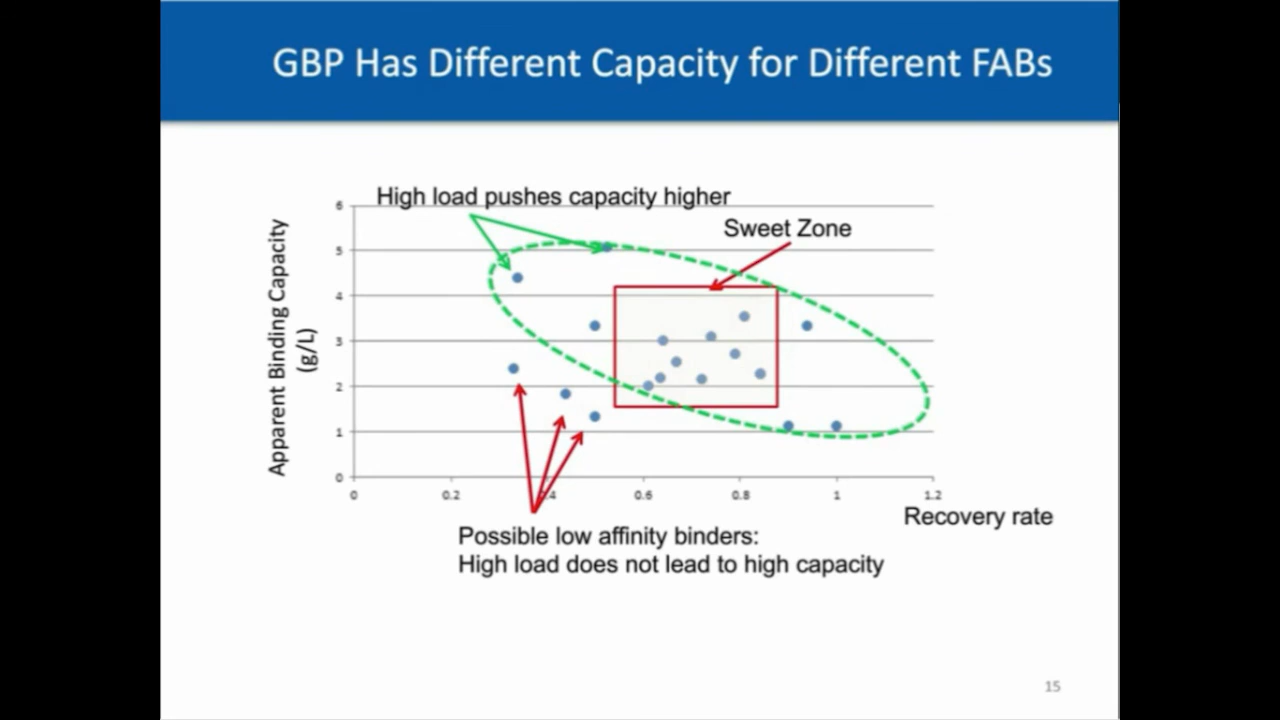 GBP Has Different Capacity for Different FABs
High load pushes capacity higher
Sweet Zone
Apparent Binding Capacity
(g/L)
6
5
4
3
2
1
0
0
0.2
0.4
0.6
0.8
1
1.2
Recovery rate
Possible low affinity binders:
High load does not lead to high capacity
15